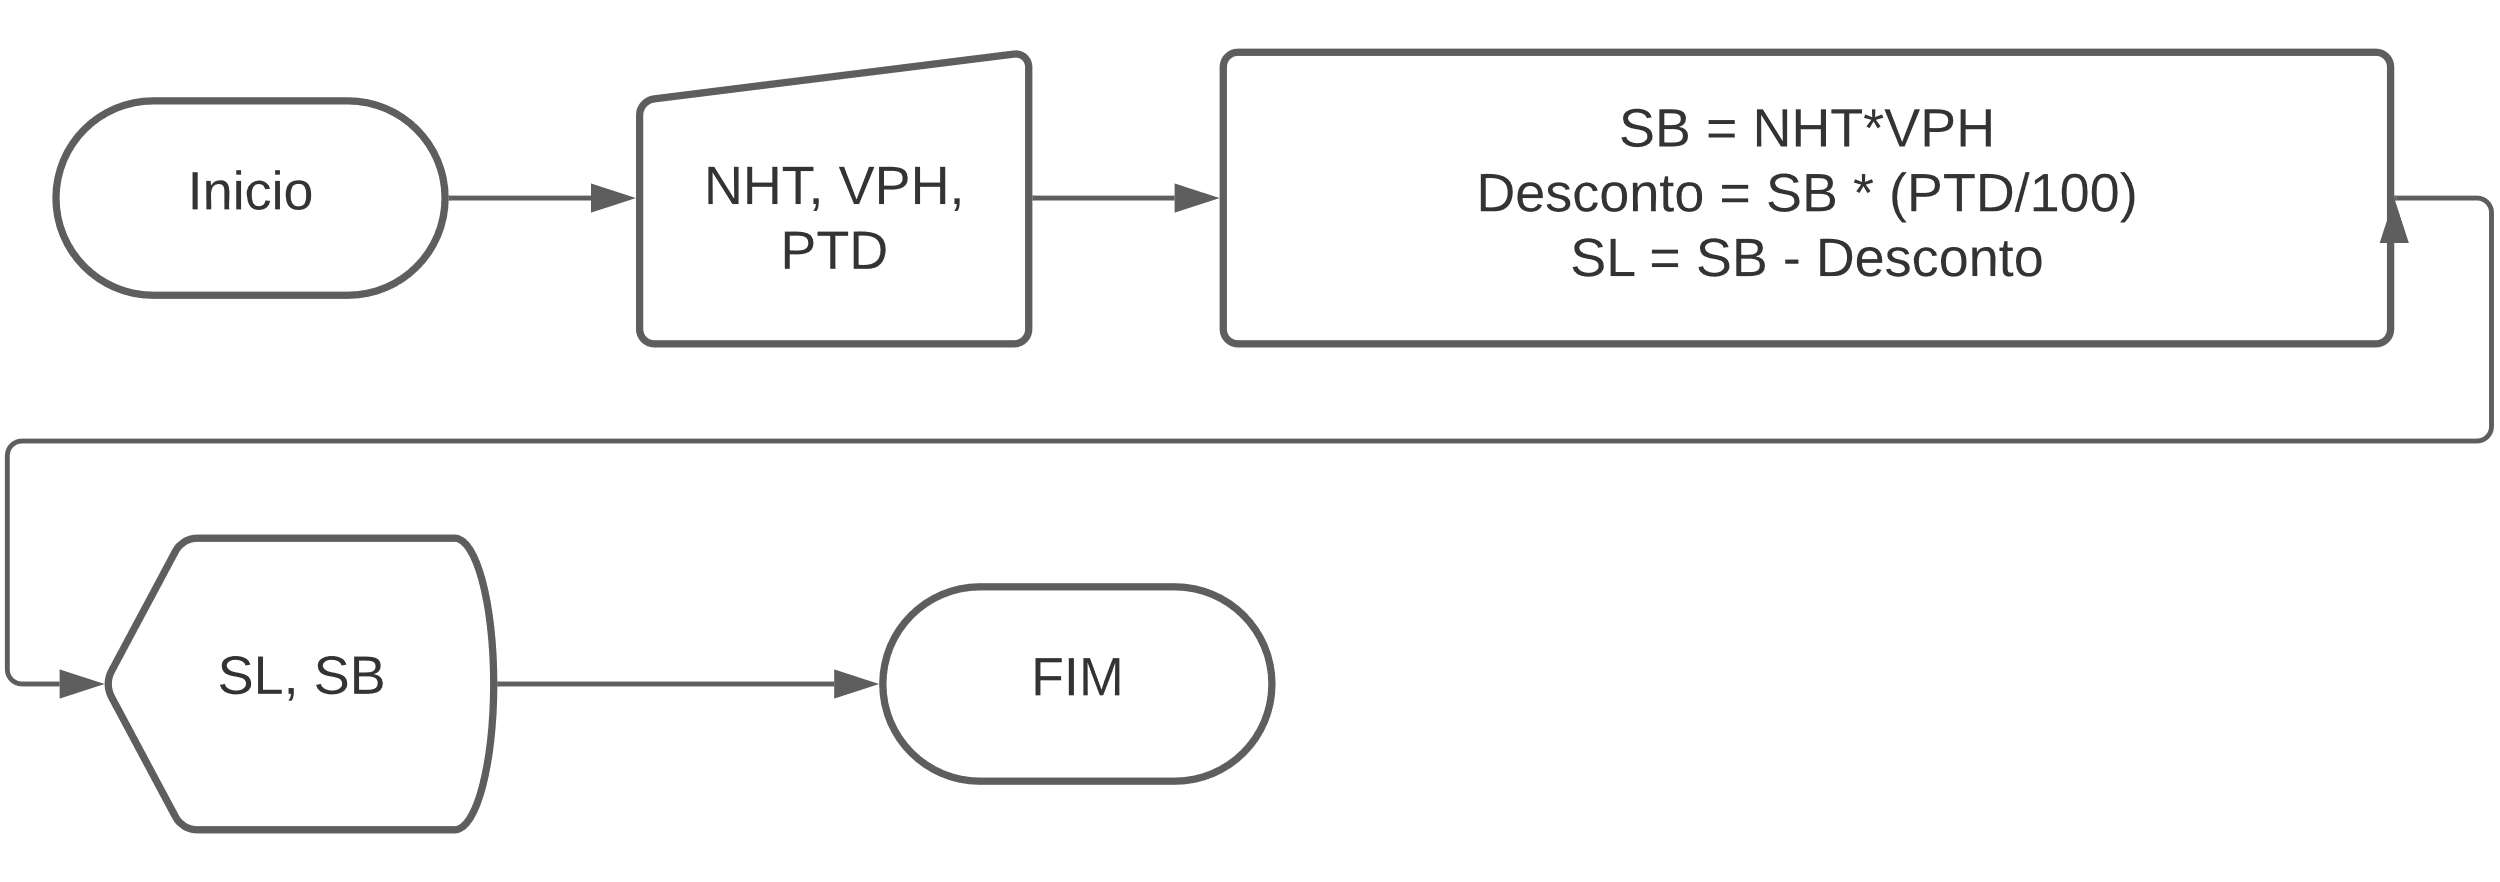 Inicio
NHT, VPH,
PTD
SB = NHT*VPH
Desconto = SB * (PTD/100)
SL = SB - Desconto
SL, SB
FIM